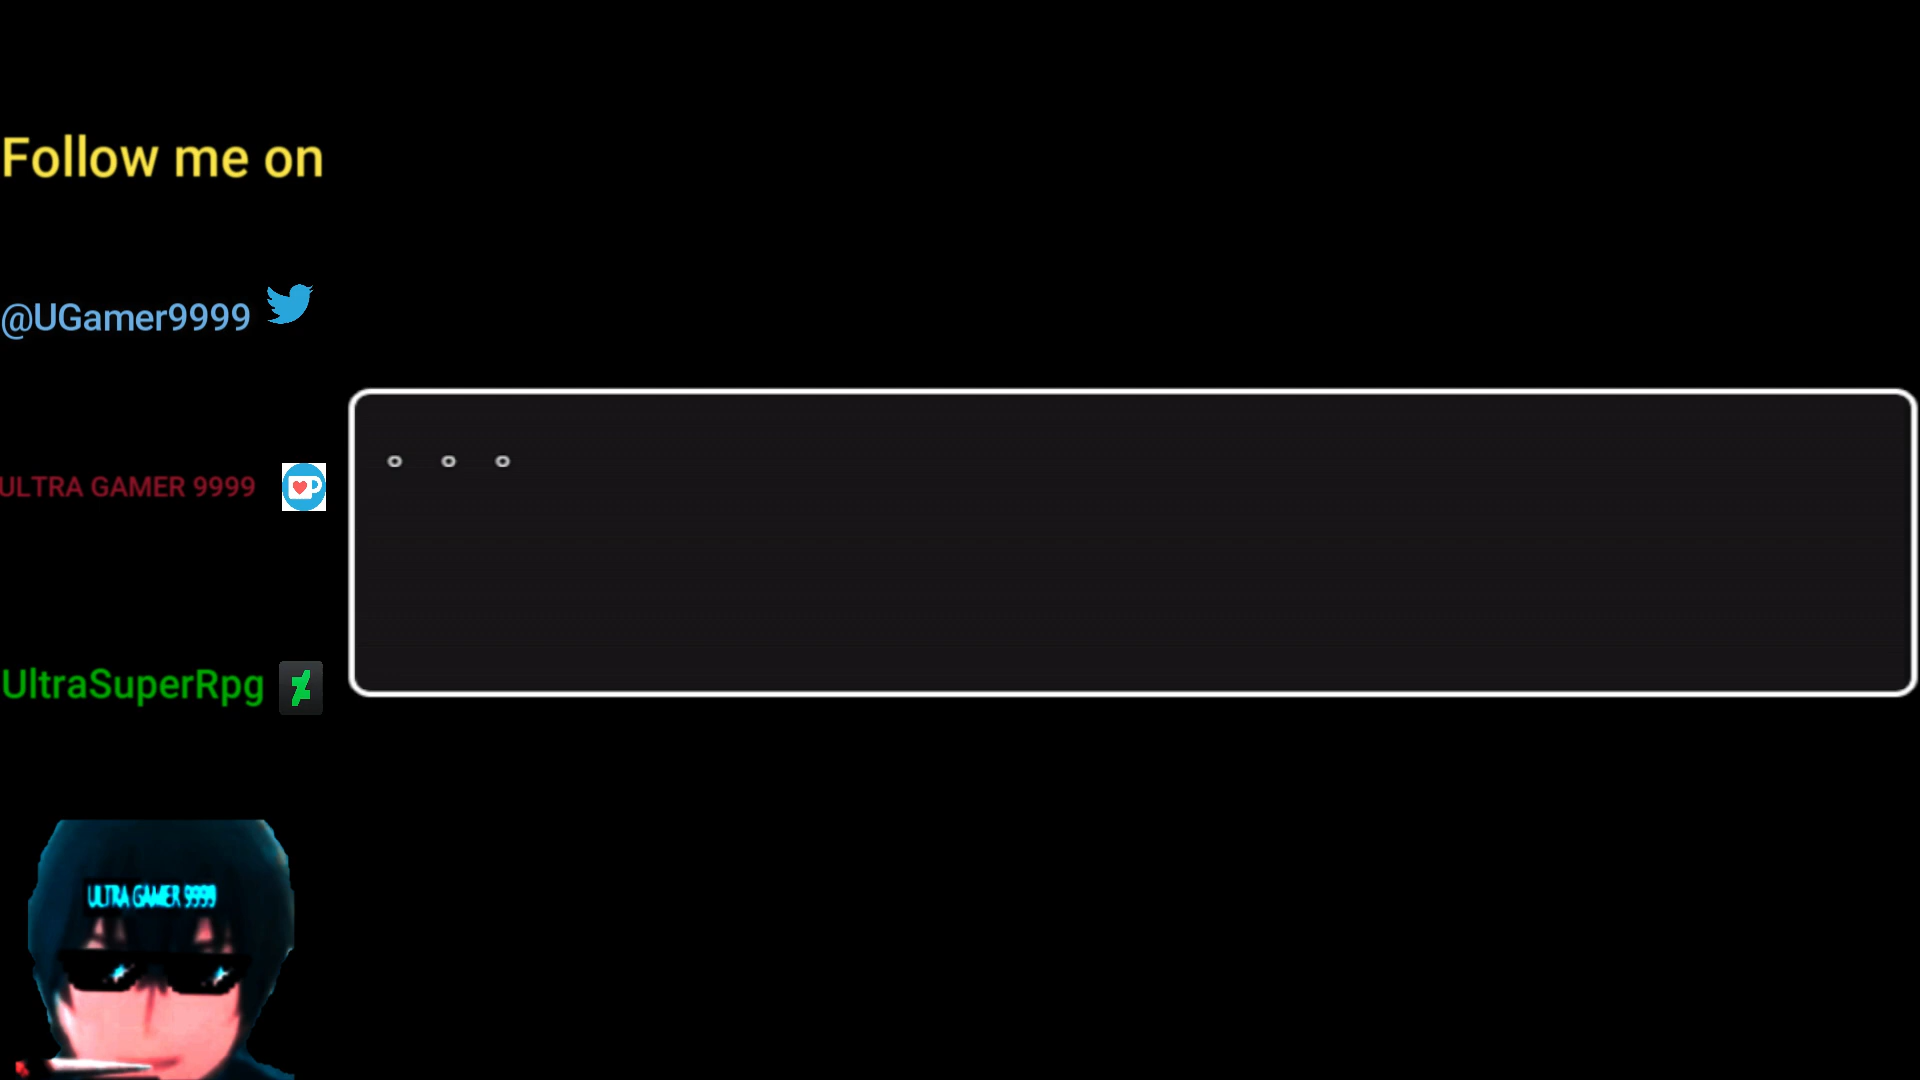 Follow me on
@UGamer9999
ULTRA GAMER 9999
. . .
UltraSuperRpg
ULTRA GAMER 9999